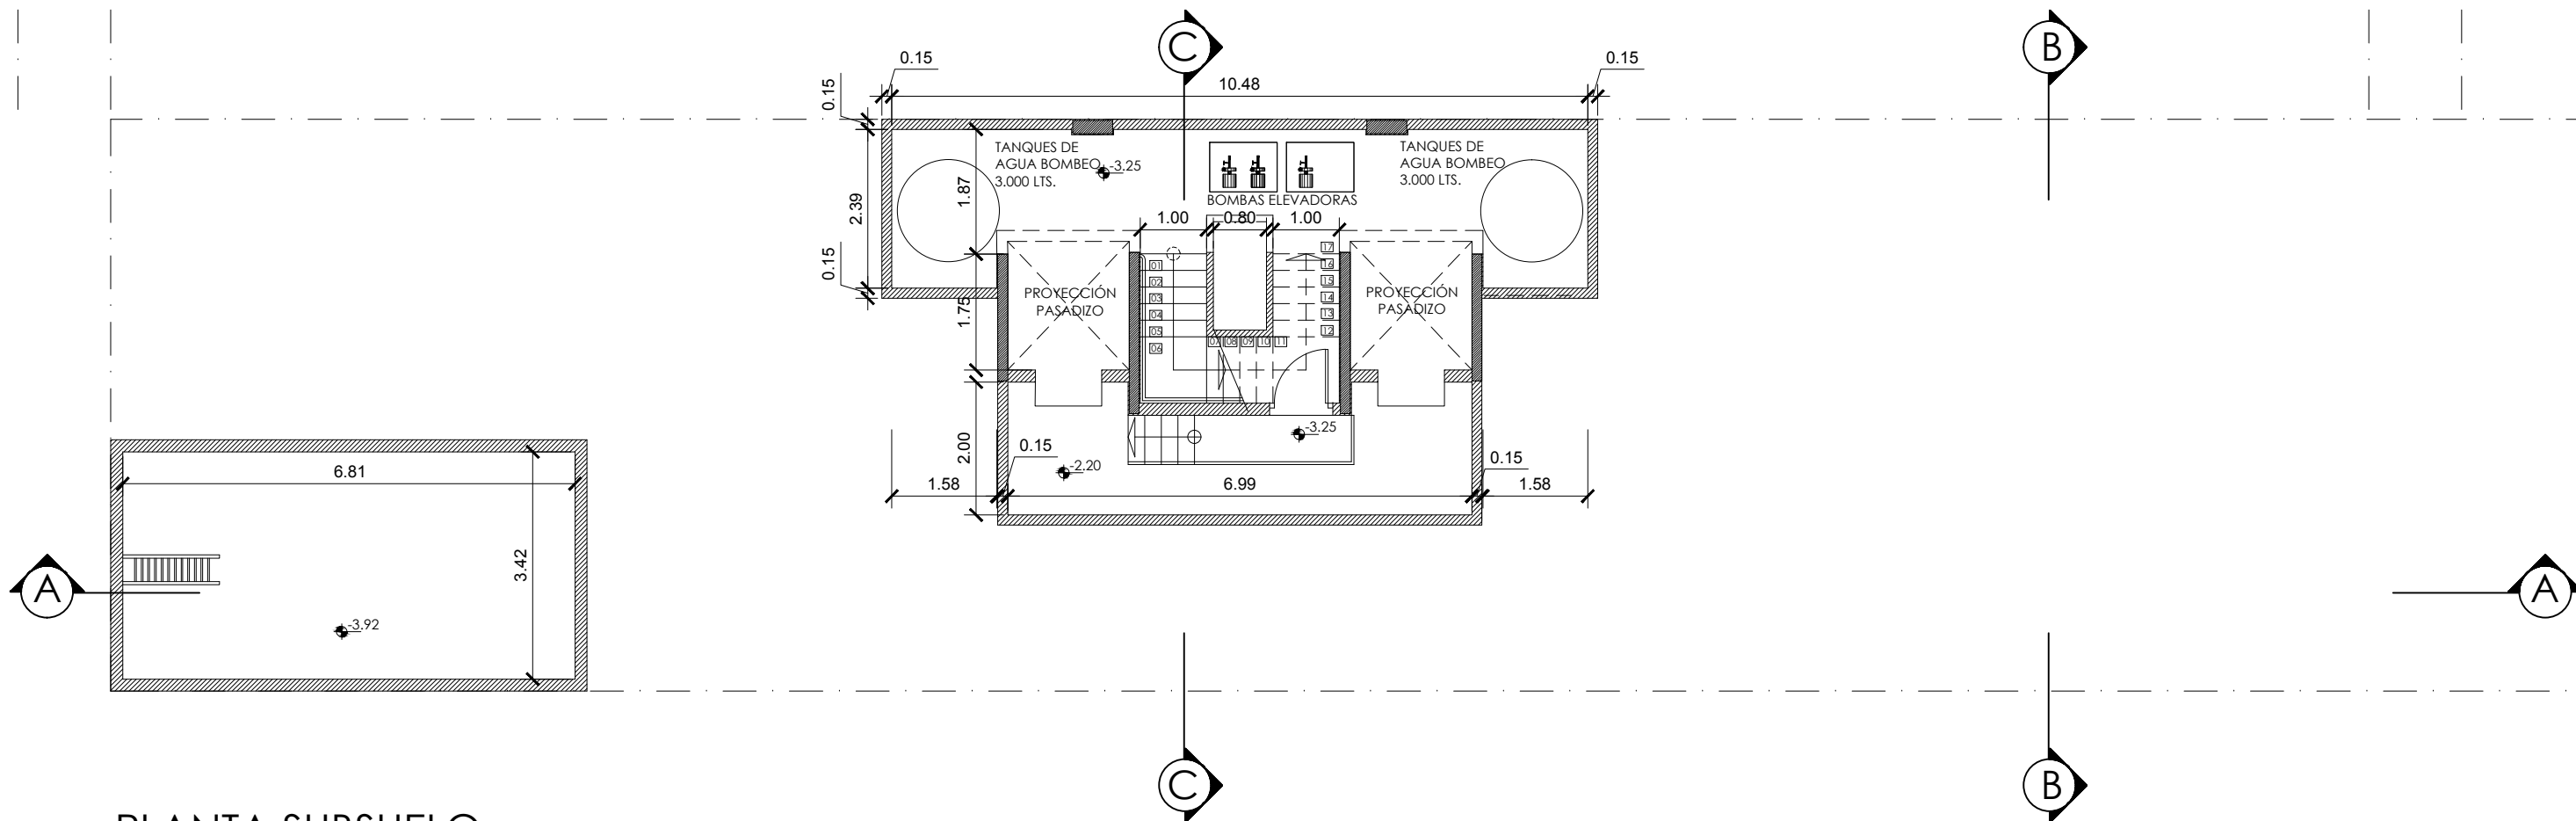 C
B
0.15
10.48
0.15
0.15
TANQUES DE
AGUA BOMBEO
3.000 LTS.
-3.25
TANQUES DE
AGUA BOMBEO
3.000 LTS.
BOMBAS ELEVADORAS
1.87
2.39
1.00
0.80
1.00
0.15
1.75
PROYECCIÓN
PASADIZO
01
02
03
04
05
06
07
08
09
10
11
17
16
15
14
13
12
PROYECCIÓN
PASADIZO
-3.25
2.00
0.15
-2.20
0.15
1.58
6.99
1.58
6.81
3.42
-3.92
A
A
C
B
PLANTA SUBSUELO